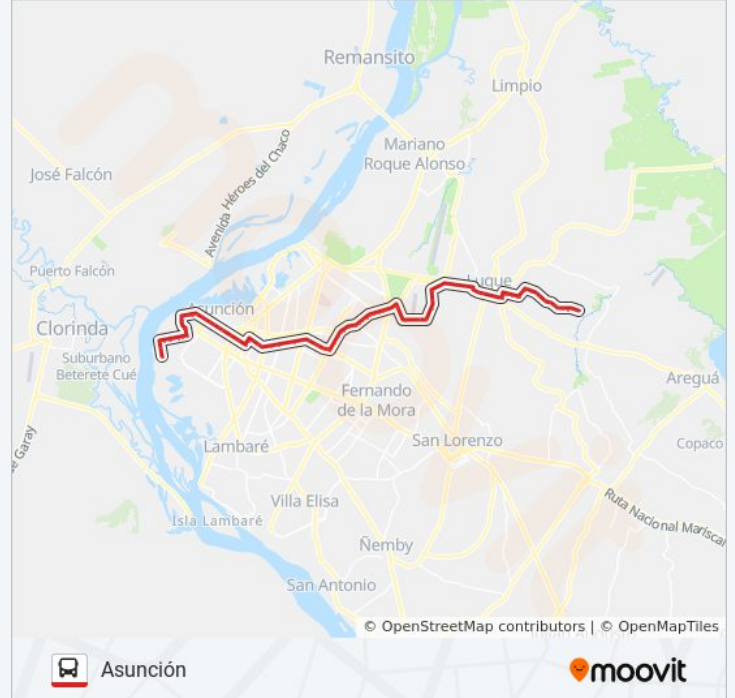 Remansito
Limpio
Mariano
Roque Alonso
José Falcón
Avenida Héroes del Chaco
Puerto Falcón
Luque
Asunción
Clorinda
Suburbano
Beterete Cué
Areguá
Fernando
de la Mora
Lambaré
San Lorenzo
Copaco
de Garay
Villa Elisa
Isla Lambaré
Ruta Nacional Mariscal
Ñemby
San Antonio
© OpenStreetMap contributors | © OpenMapTiles
Asunción
moovit